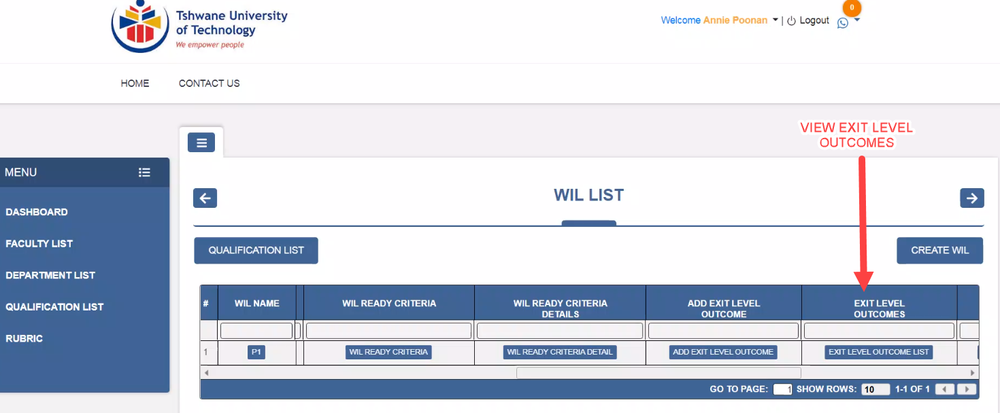 Tshwane University
of Technology
We empower people
Welcome Annie Poonan | Logout
0
HOME CONTACT US
VIEW EXIT LEVEL
OUTCOMES
MENU
DASHBOARD
FACULTY LIST
DEPARTMENT LIST
QUALIFICATION LIST
RUBRIC
WIL LIST
QUALIFICATION LIST
CREATE WIL
# WIL NAME WIL READY CRITERIA WIL READY CRITERIA DETAILS ADD EXIT LEVEL OUTCOME EXIT LEVEL OUTCOMES
1 P1 WIL READY CRITERIA WIL READY CRITERIA DETAIL ADD EXIT LEVEL OUTCOME EXIT LEVEL OUTCOME LIST
GO TO PAGE: 1 SHOW ROWS: 10 1-1 OF 1